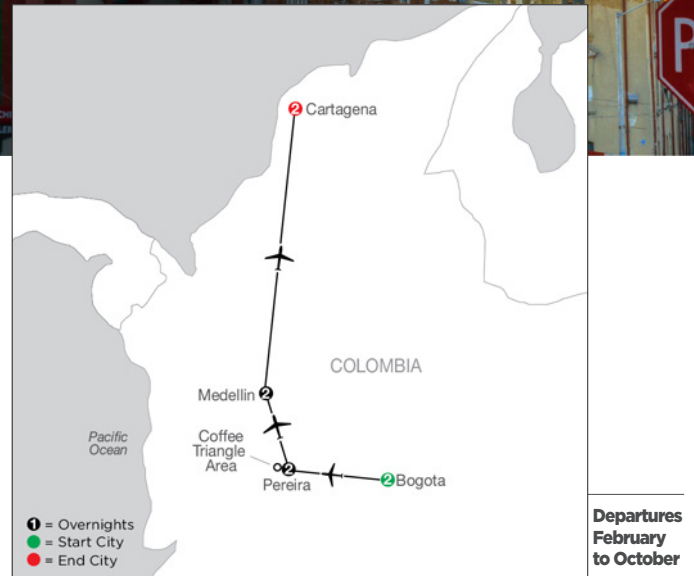 P
2 Cartagena
COLOMBIA
Medellin 2
Pacific
Ocean
Coffee
Triangle
Area
2
Pereira
2 Bogota
1 = Overnights
= Start City
= End City
Departures
February
to October